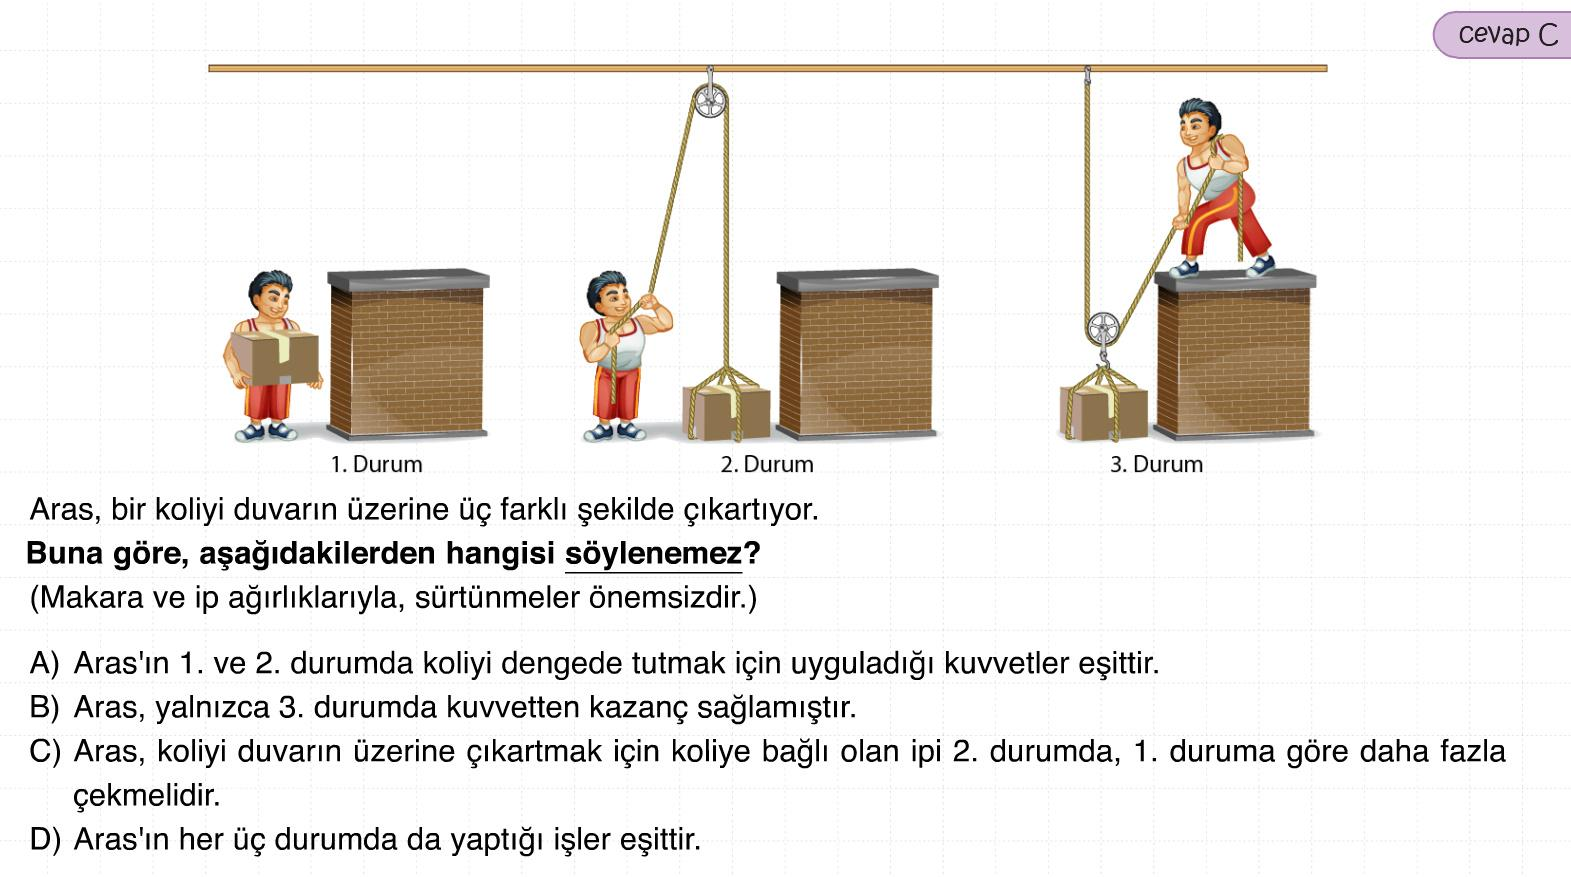 cevap C
1. Durum
2. Durum
3. Durum
Aras, bir koliyi duvarın üzerine üç farklı şekilde çıkartıyor.
Buna göre, aşağıdakilerden hangisi söylenemez?
(Makara ve ip ağırlıklarıyla, sürtünmeler önemsizdir.)
A) Aras'ın 1. ve 2. durumda koliyi dengede tutmak için uyguladığı kuvvetler eşittir.
B) Aras, yalnızca 3. durumda kuvvetten kazanç sağlamıştır.
C) Aras, koliyi duvarın üzerine çıkartmak için koliye bağlı olan ipi 2. durumda, 1. duruma göre daha fazla
çekmelidir.
D) Aras'ın her üç durumda da yaptığı işler eşittir.